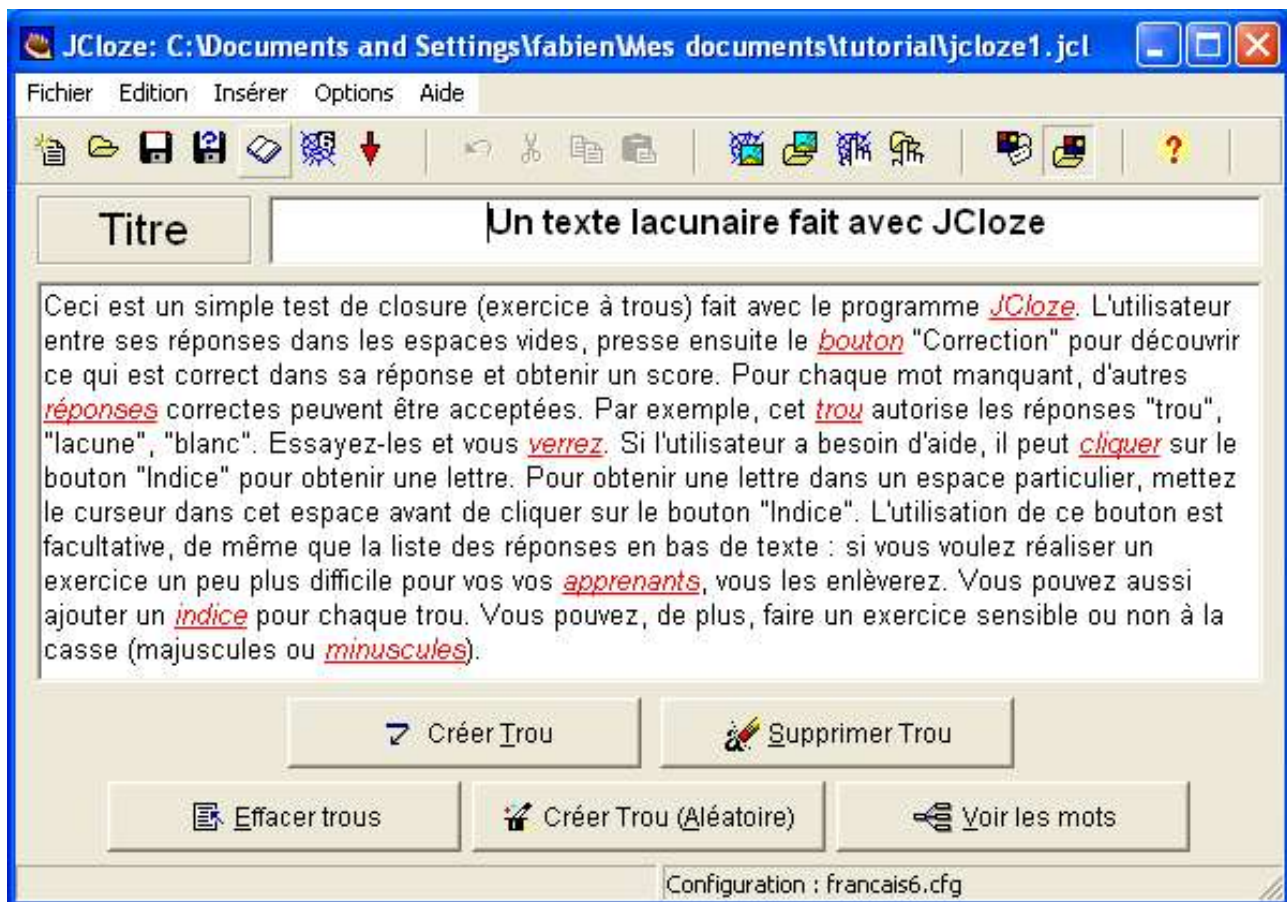 JCloze: C:\Documents and Settings\fabien\Mes documents\tutorial\jcloze1.jcl
Fichier Edition Insérer Options Aide
Titre
Un texte lacunaire fait avec JCloze
Ceci est un simple test de closure (exercice à trous) fait avec le programme JCloze. L'utilisateur
entre ses réponses dans les espaces vides, presse ensuite le bouton "Correction" pour découvrir
ce qui est correct dans sa réponse et obtenir un score. Pour chaque mot manquant, d'autres
réponses correctes peuvent être acceptées. Par exemple, cet trou autorise les réponses "trou",
"lacune", "blanc". Essayez-les et vous verrez. Si l'utilisateur a besoin d'aide, il peut cliquer sur le
bouton "Indice" pour obtenir une lettre. Pour obtenir une lettre dans un espace particulier, mettez
le curseur dans cet espace avant de cliquer sur le bouton "Indice". L'utilisation de ce bouton est
facultative, de même que la liste des réponses en bas de texte : si vous voulez réaliser un
exercice un peu plus difficile pour vos vos apprenants, vous les enlèverez. Vous pouvez aussi
ajouter un indice pour chaque trou. Vous pouvez, de plus, faire un exercice sensible ou non à la
casse (majuscules ou minuscules).
Créer Trou Supprimer Trou
Effacer trous Créer Trou (Aléatoire) Voir les mots
Configuration : francais6.cfg